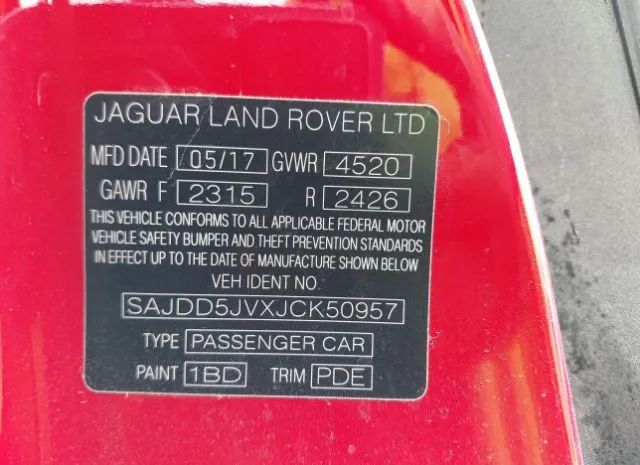 JAGUAR LAND ROVER LTD
MFD DATE 05/17 GVWR 4520
GAWR F 2315 R 2426
THIS VEHICLE CONFORMS TO ALL APPLICABLE FEDERAL MOTOR
VEHICLE SAFETY BUMPER AND THEFT PREVENTION STANDARDS
IN EFFECT UP TO THE DATE OF MANUFACTURE SHOWN BELOW
VEH IDENT NO
SAJDD5JVXJCK50957
TYPE PASSENGER CAR
PAINT 1BD TRIM PDE